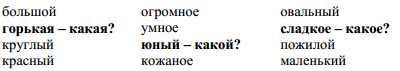 большой огромное овальный
горькая – какая? умное сладкое – какое?
круглый юный – какой? пожилой
красный кожаное маленький